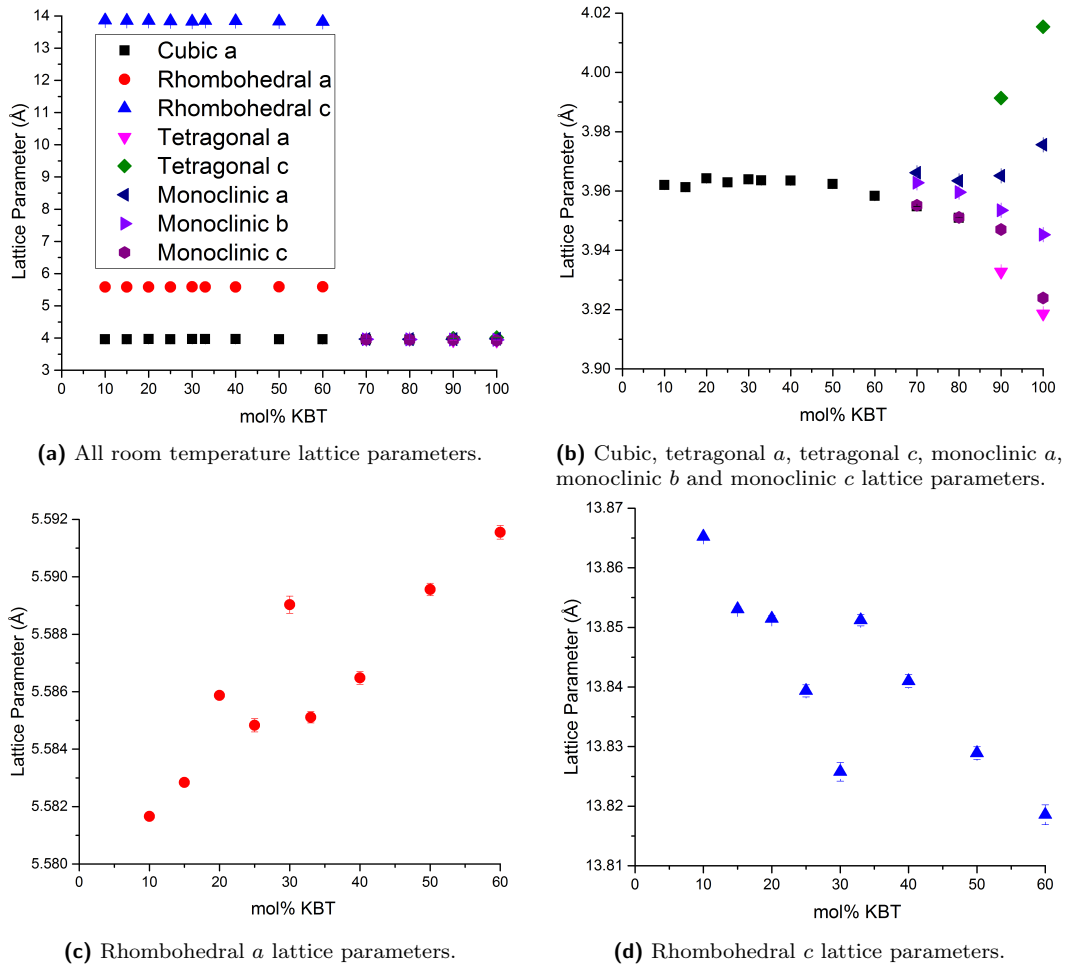 14
13
12
11
10
9
8
7
6
5
4
3
Lattice Parameter (Å)
Cubic a
Rhombohedral a
Rhombohedral c
Tetragonal a
Tetragonal c
Monoclinic a
Monoclinic b
Monoclinic c
0 10 20 30 40 50 60 70 80 90 100
mol% KBT
(a) All room temperature lattice parameters.
4.02
4.00
3.98
3.96
3.94
3.92
3.90
Lattice Parameter (Å)
0 10 20 30 40 50 60 70 80 90 100
mol% KBT
(b) Cubic, tetragonal a, tetragonal c, monoclinic a,
monoclinic b and monoclinic c lattice parameters.
5.592
5.590
5.588
5.586
5.584
5.582
5.580
Lattice Parameter (Å)
0 10 20 30 40 50 60
mol% KBT
(c) Rhombohedral a lattice parameters.
13.87
13.86
13.85
13.84
13.83
13.82
13.81
Lattice Parameter (Å)
0 10 20 30 40 50 60
mol% KBT
(d) Rhombohedral c lattice parameters.